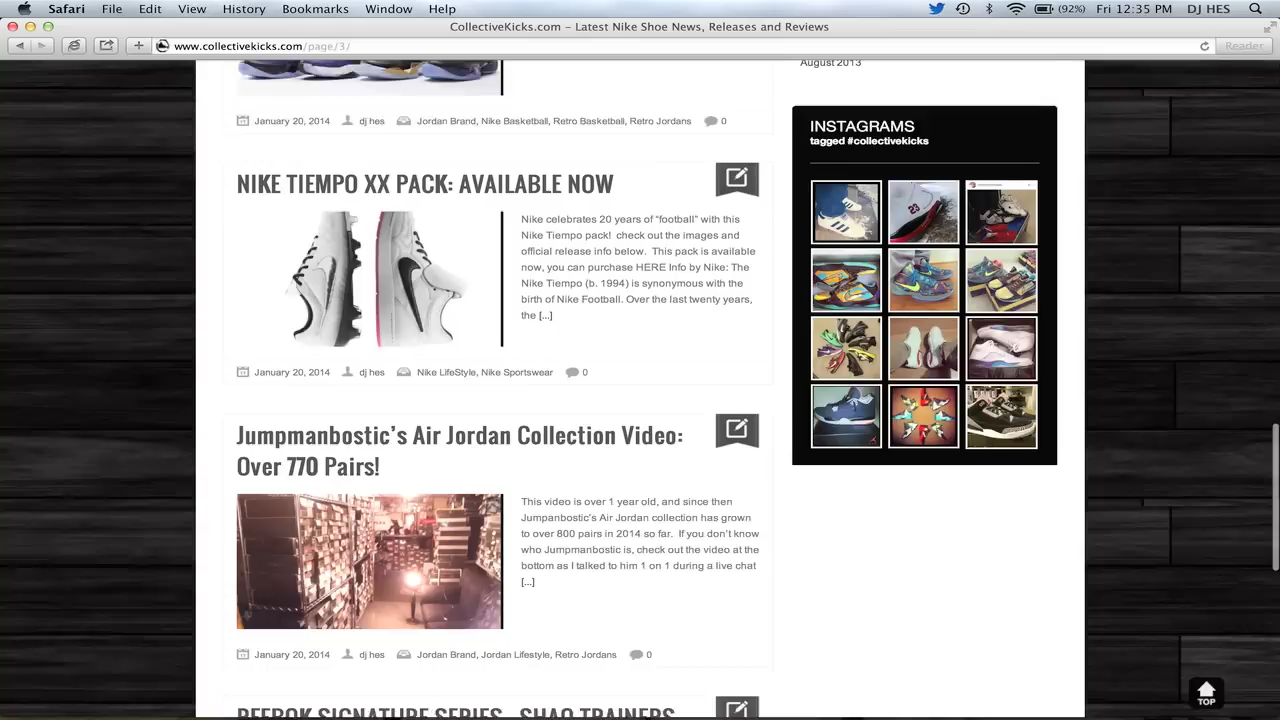 Safari File Edit View History Bookmarks Window Help (92%) Fri 12:35 PM DJ HES
CollectiveKicks.com – Latest Nike Shoe News, Releases and Reviews
www.collectivekicks.com/page/3/ Reader
August 2013
January 20, 2014 dj hes Jordan Brand, Nike Basketball, Retro Basketball, Retro Jordans 0
NIKE TIEMPO XX PACK: AVAILABLE NOW
Nike celebrates 20 years of “football” with this
Nike Tiempo pack! check out the images and
official release info below. This pack is available
now, you can purchase HERE Info by Nike: The
Nike Tiempo (b. 1994) is synonymous with the
birth of Nike Football. Over the last twenty years,
the [...]
January 20, 2014 dj hes Nike LifeStyle, Nike Sportswear 0
Jumpmanbostic’s Air Jordan Collection Video:
Over 770 Pairs!
This video is over 1 year old, and since then
Jumpanbostic’s Air Jordan collection has grown
to over 800 pairs in 2014 so far. If you don’t know
who Jumpmanbostic is, check out the video at the
bottom as I talked to him 1 on 1 during a live chat
[...]
January 20, 2014 dj hes Jordan Brand, Jordan Lifestyle, Retro Jordans 0
REEBOK SIGNATURE SERIES – SHAQ TRAINERS
INSTAGRAMS
tagged #collectivekicks
23
TOP